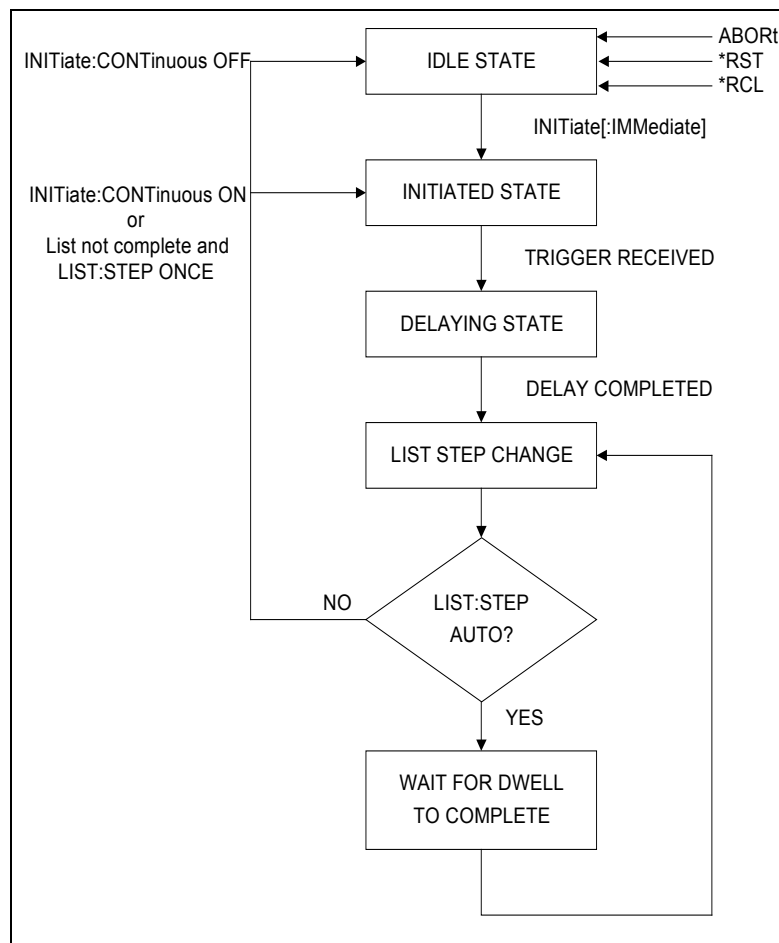 ABORt
INITiate:CONTinuous OFF
IDLE STATE
*RST
*RCL
INITiate[:IMMediate]
INITiate:CONTinuous ON
or
List not complete and
LIST:STEP ONCE
INITIATED STATE
TRIGGER RECEIVED
DELAYING STATE
DELAY COMPLETED
LIST STEP CHANGE
NO
LIST:STEP
AUTO?
YES
WAIT FOR DWELL
TO COMPLETE